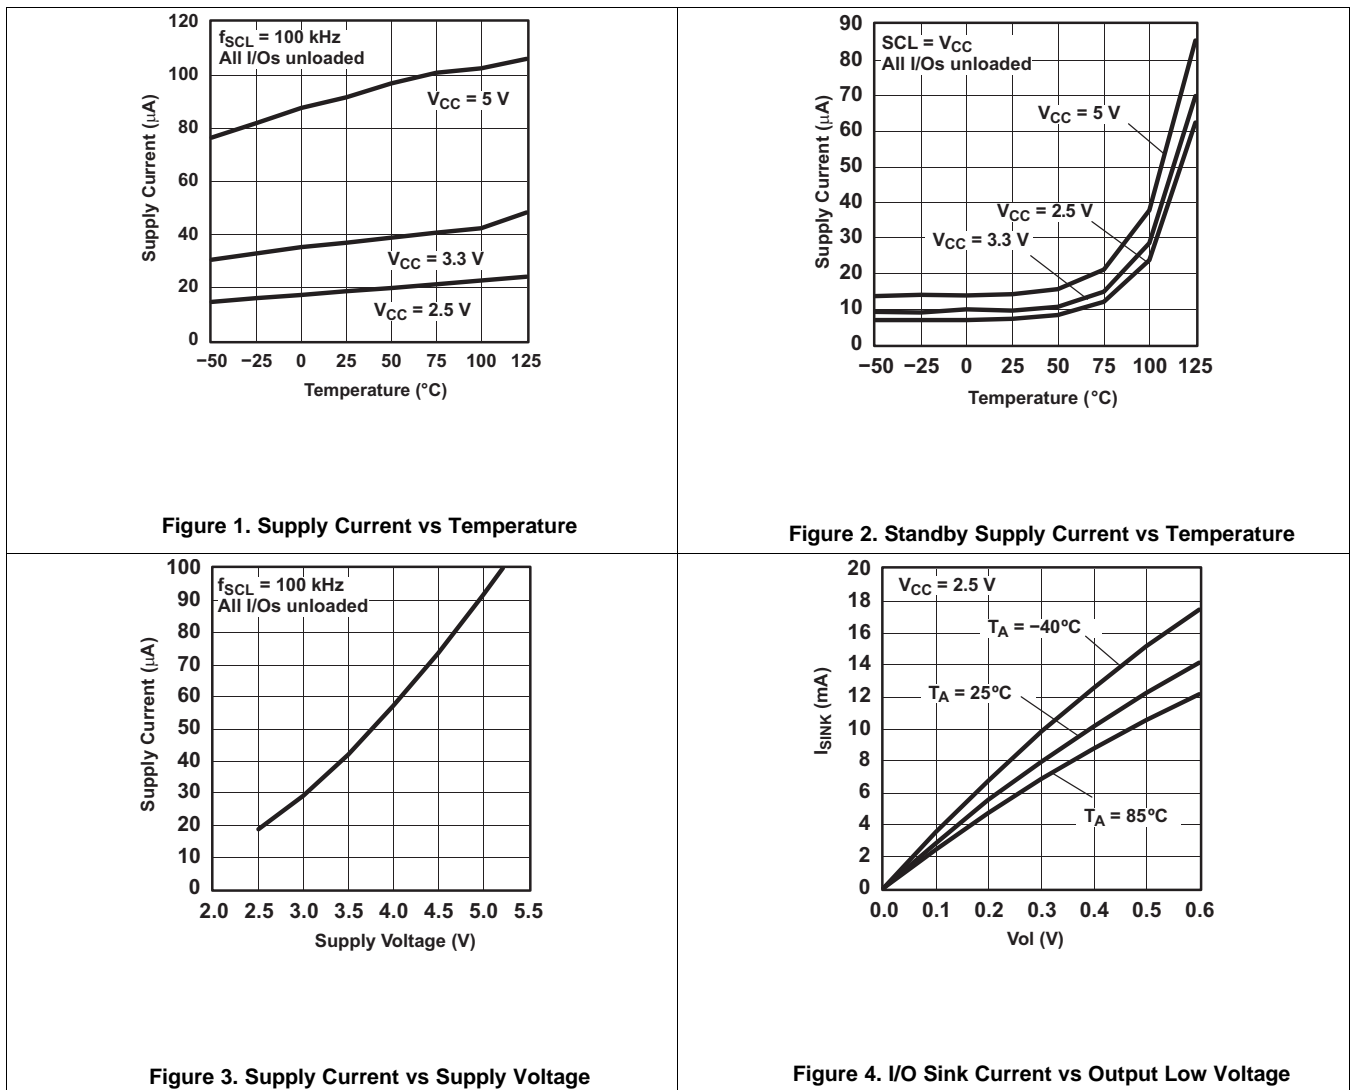 120
100
80
60
40
20
0
Supply Current (μA)
fSCL = 100 kHz
All I/Os unloaded
VCC = 5 V
VCC = 3.3 V
VCC = 2.5 V
−50 −25 0 25 50 75 100 125
Temperature (°C)
Figure 1. Supply Current vs Temperature
90
80
70
60
50
40
30
20
10
0
Supply Current (μA)
SCL = VCC
All I/Os unloaded
VCC = 5 V
VCC = 2.5 V
VCC = 3.3 V
−50 −25 0 25 50 75 100 125
Temperature (°C)
Figure 2. Standby Supply Current vs Temperature
100
90
80
70
60
50
40
30
20
10
0
Supply Current (μA)
fSCL = 100 kHz
All I/Os unloaded
2.0 2.5 3.0 3.5 4.0 4.5 5.0 5.5
Supply Voltage (V)
Figure 3. Supply Current vs Supply Voltage
20
18
16
14
12
10
8
6
4
2
0
ISINK (mA)
VCC = 2.5 V
TA = −40ºC
TA = 25ºC
TA = 85ºC
0.0 0.1 0.2 0.3 0.4 0.5 0.6
Vol (V)
Figure 4. I/O Sink Current vs Output Low Voltage